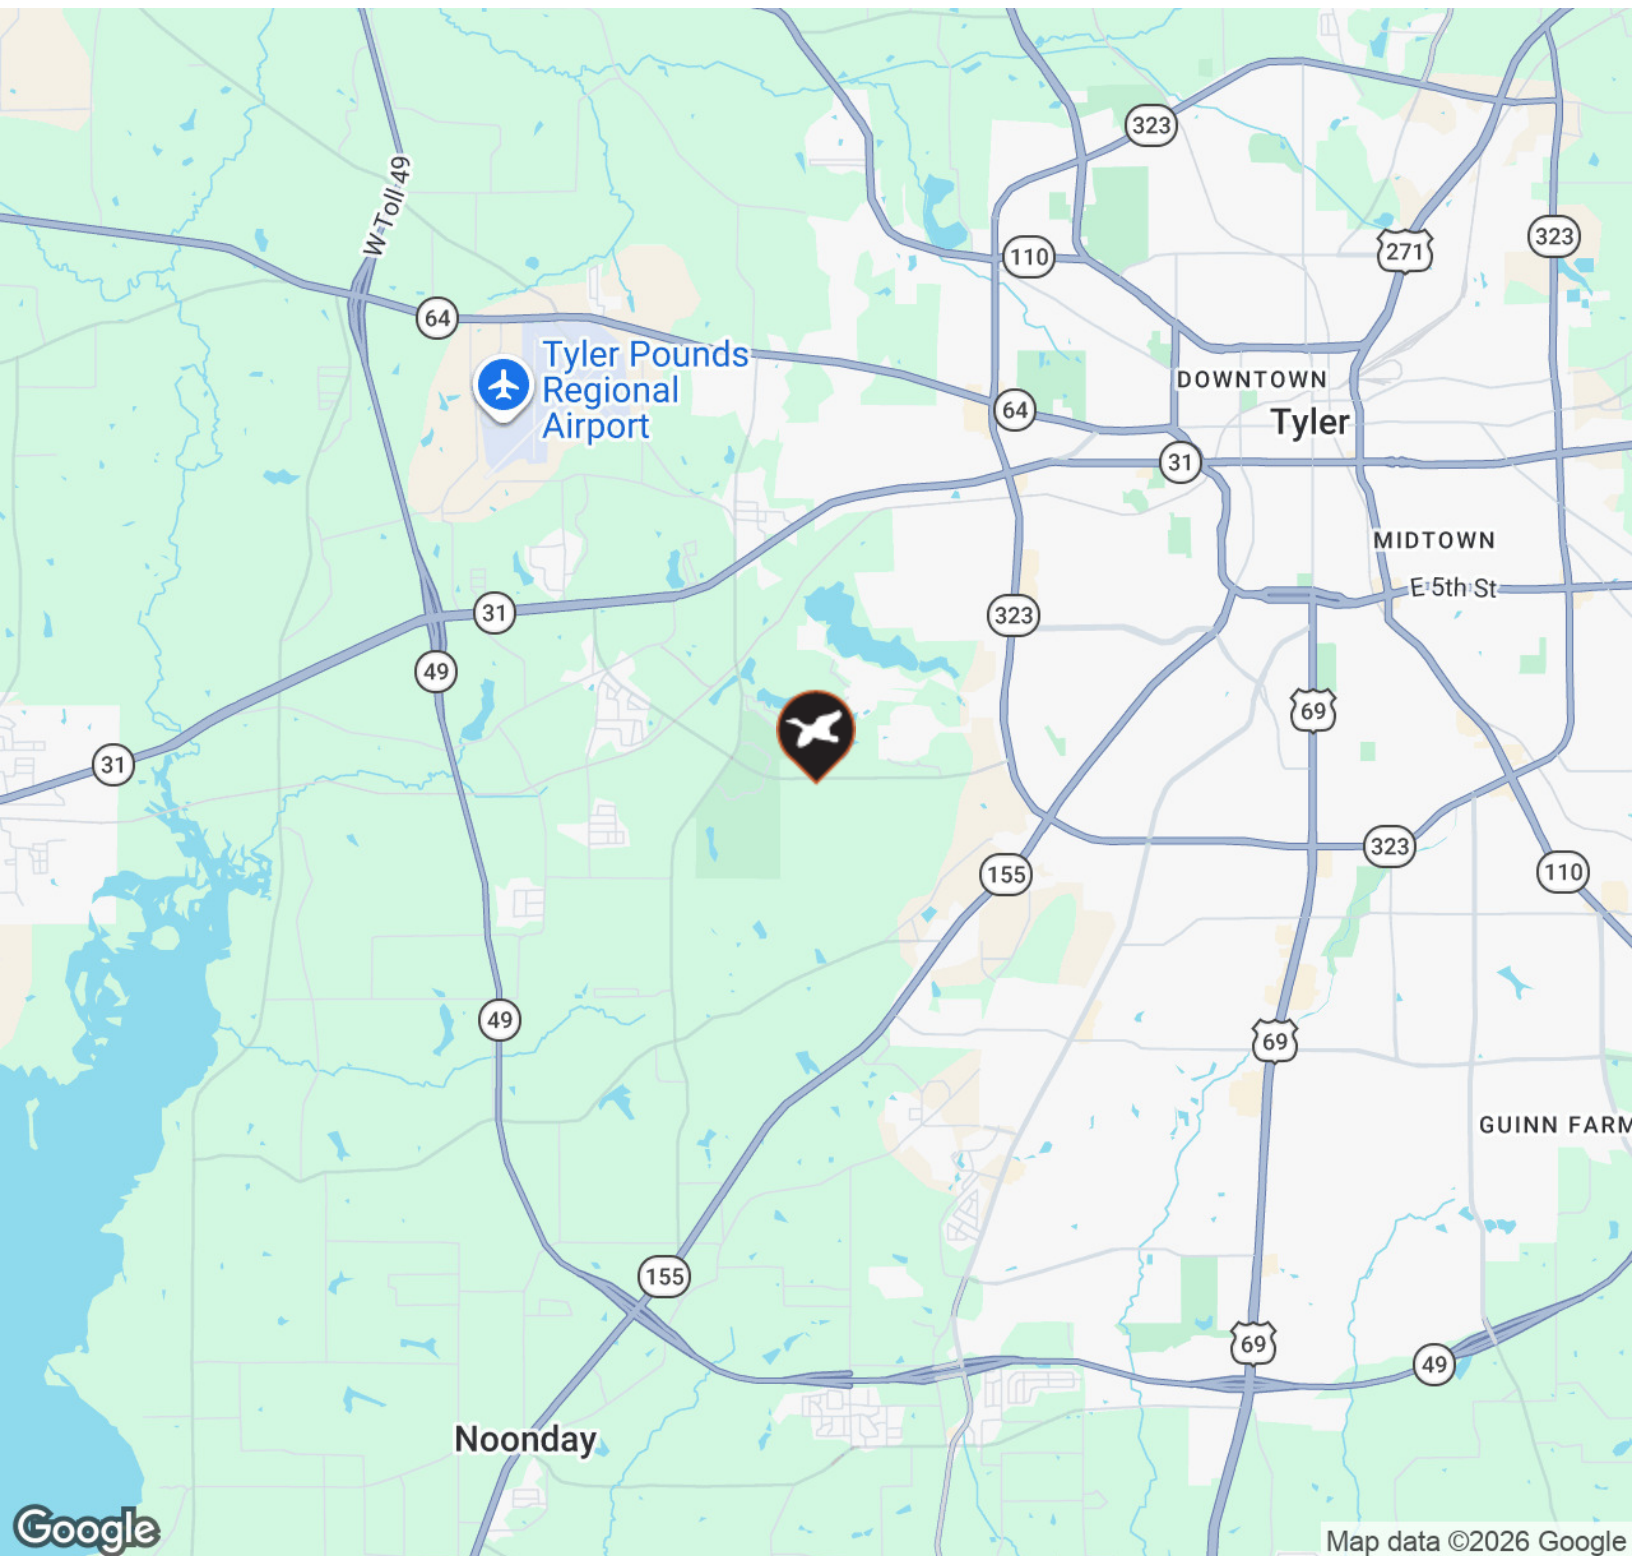 323
W Toll 49
323
271
110
64
Tyler Pounds
Regional
Airport
DOWNTOWN
64
Tyler
31
MIDTOWN
E 5th St
31
323
49
69
31
323
155
110
49
69
GUINN FARM
155
69
49
Noonday
Google
Map data ©2026 Google